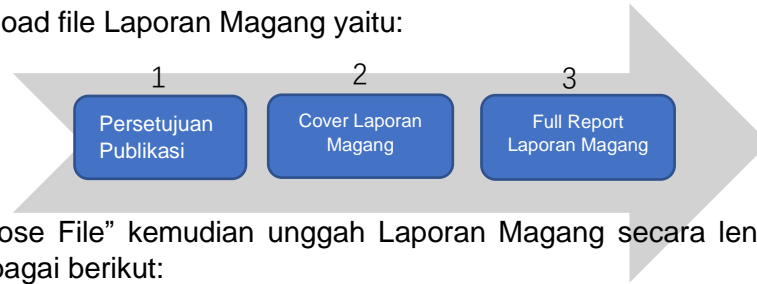 oad file Laporan Magang yaitu:
1
2
3
Persetujuan
Publikasi
Cover Laporan
Magang
Full Report
Laporan Magang
ose File” kemudian unggah Laporan Magang secara len
bagai berikut: